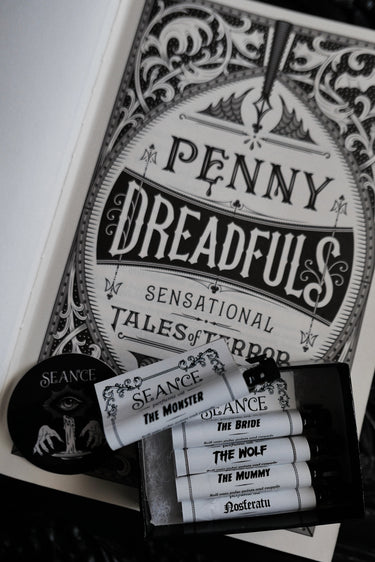 PENNY
DREADFULS
SENSATIONAL
TALES of TERROR
SEANCE
SEANCE
THE MONSTER
SEANCE
THE BRIDE
THE WOLF
THE MUMMY
Nosferatu